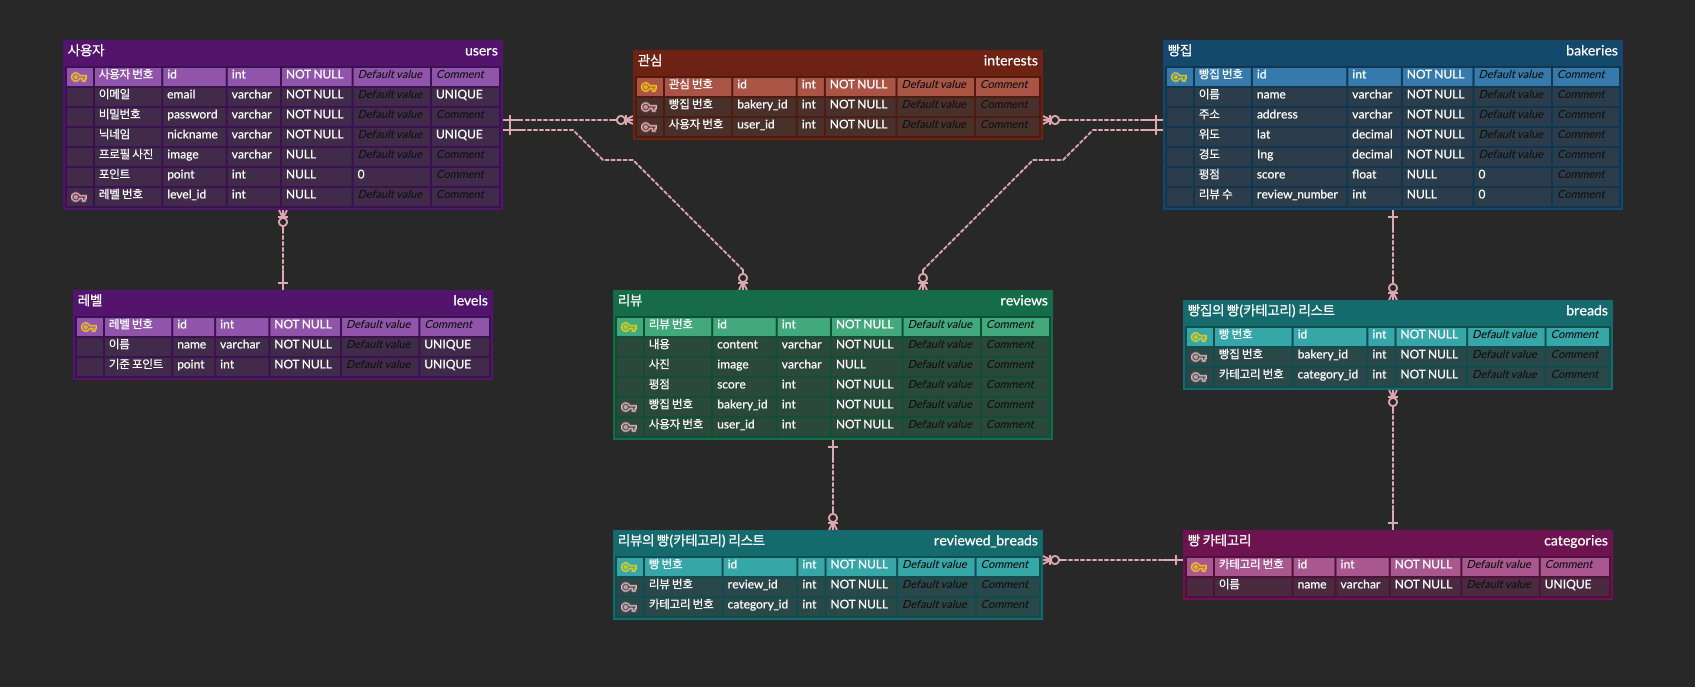 사용자 users
사용자 번호 id int NOT NULL Default value Comment
이메일 email varchar NOT NULL Default value UNIQUE
비밀번호 password varchar NOT NULL Default value Comment
닉네임 nickname varchar NOT NULL Default value UNIQUE
프로필 사진 image varchar NULL Default value Comment
포인트 point int NULL 0 Comment
레벨 번호 level_id int NULL Default value Comment
관심 interests
관심 번호 id int NOT NULL Default value Comment
빵집 번호 bakery_id int NOT NULL Default value Comment
사용자 번호 user_id int NOT NULL Default value Comment
빵집 bakeries
빵집 번호 id int NOT NULL Default value Comment
이름 name varchar NOT NULL Default value Comment
주소 address varchar NOT NULL Default value Comment
위도 lat decimal NOT NULL Default value Comment
경도 lng decimal NOT NULL Default value Comment
평점 score float NULL 0 Comment
리뷰 수 review_number int NULL 0 Comment
레벨 levels
레벨 번호 id int NOT NULL Default value Comment
이름 name varchar NOT NULL Default value UNIQUE
기준 포인트 point int NOT NULL Default value UNIQUE
리뷰 reviews
리뷰 번호 id int NOT NULL Default value Comment
내용 content varchar NOT NULL Default value Comment
사진 image varchar NULL Default value Comment
평점 score int NOT NULL Default value Comment
빵집 번호 bakery_id int NOT NULL Default value Comment
사용자 번호 user_id int NOT NULL Default value Comment
빵집의 빵(카테고리) 리스트 breads
빵 번호 id int NOT NULL Default value Comment
빵집 번호 bakery_id int NOT NULL Default value Comment
카테고리 번호 category_id int NOT NULL Default value Comment
리뷰의 빵(카테고리) 리스트 reviewed_breads
빵 번호 id int NOT NULL Default value Comment
리뷰 번호 review_id int NOT NULL Default value Comment
카테고리 번호 category_id int NOT NULL Default value Comment
빵 카테고리 categories
카테고리 번호 id int NOT NULL Default value Comment
이름 name varchar NOT NULL Default value UNIQUE